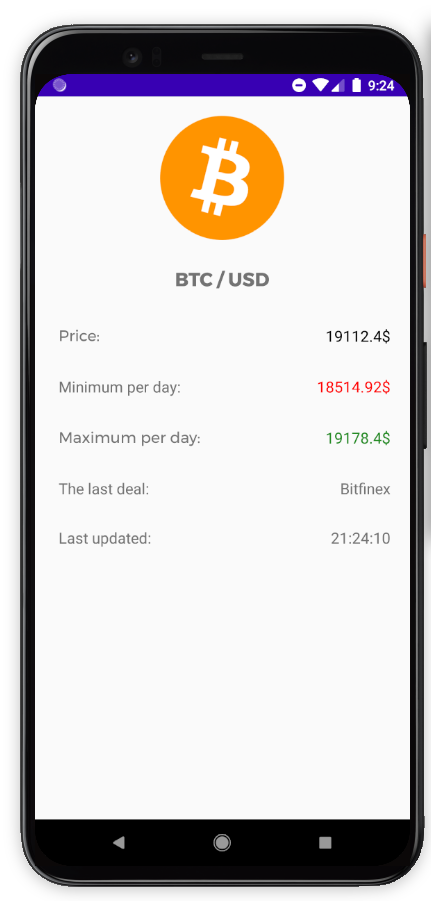 9:24
BTC / USD
Price: 19112.4$
Minimum per day: 18514.92$
Maximum per day: 19178.4$
The last deal: Bitfinex
Last updated: 21:24:10